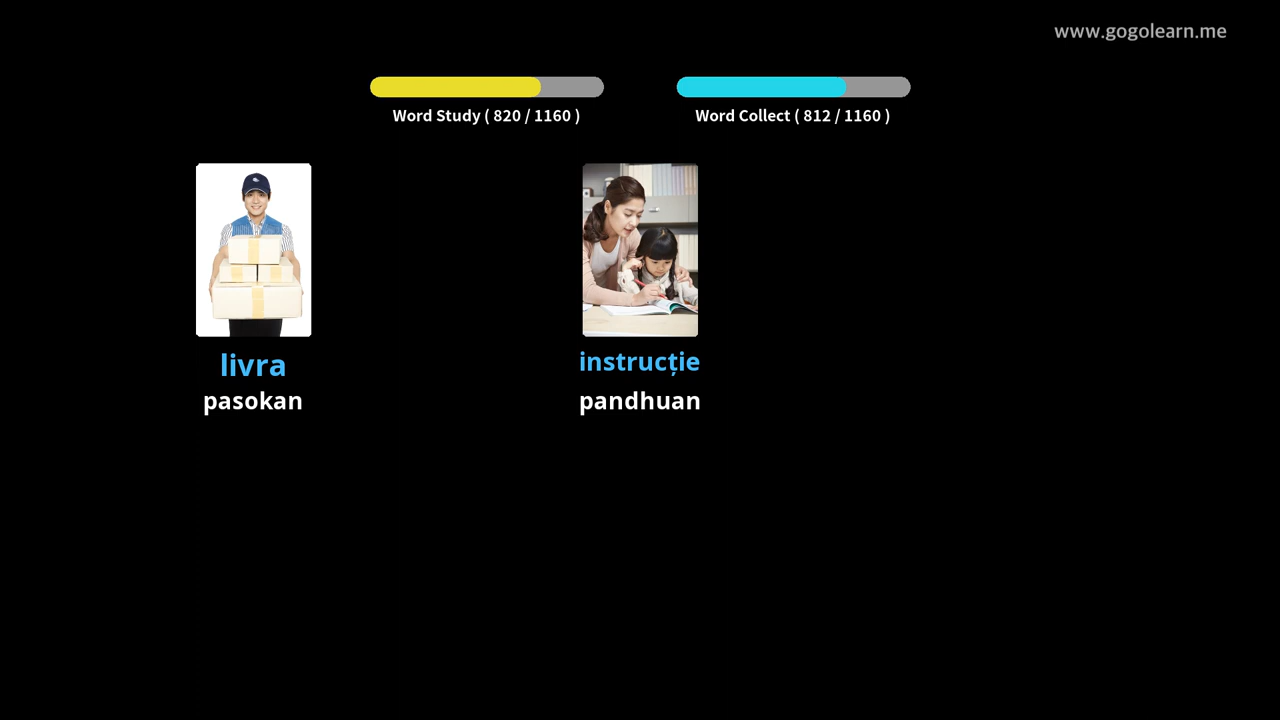 www.gogolearn.me
Word Study ( 820 / 1160 )
Word Collect ( 812 / 1160 )
livra
pasokan
instrucție
pandhuan